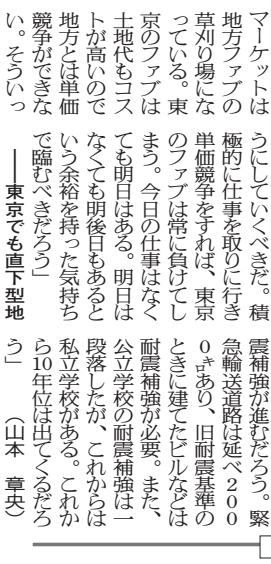 マーケットは
地方ファブの
草刈り場にな
っている。東
京のファブは
土地代もコス
トが高いので
地方とは単価
競争ができな
い。そういっ
うにしていくべきだ。積
極的に仕事を取りに行き
単価競争をすれば、東京
のファブは常に負けてし
まう。今日の仕事はなく
ても明日はある。明日は
なくても明後日もあると
いう余裕を持った気持ち
で臨むべきだろう」
――東京でも直下型地
震補強が進むだろう。緊
急輸送道路は延べ200
0㌔あり、旧耐震基準の
ときに建てたビルなどは
耐震補強が必要。また、
公立学校の耐震補強は一
段落したが、これからは
私立学校がある。これか
ら10年位は出てくるだろ
う」　　（山本　章央）